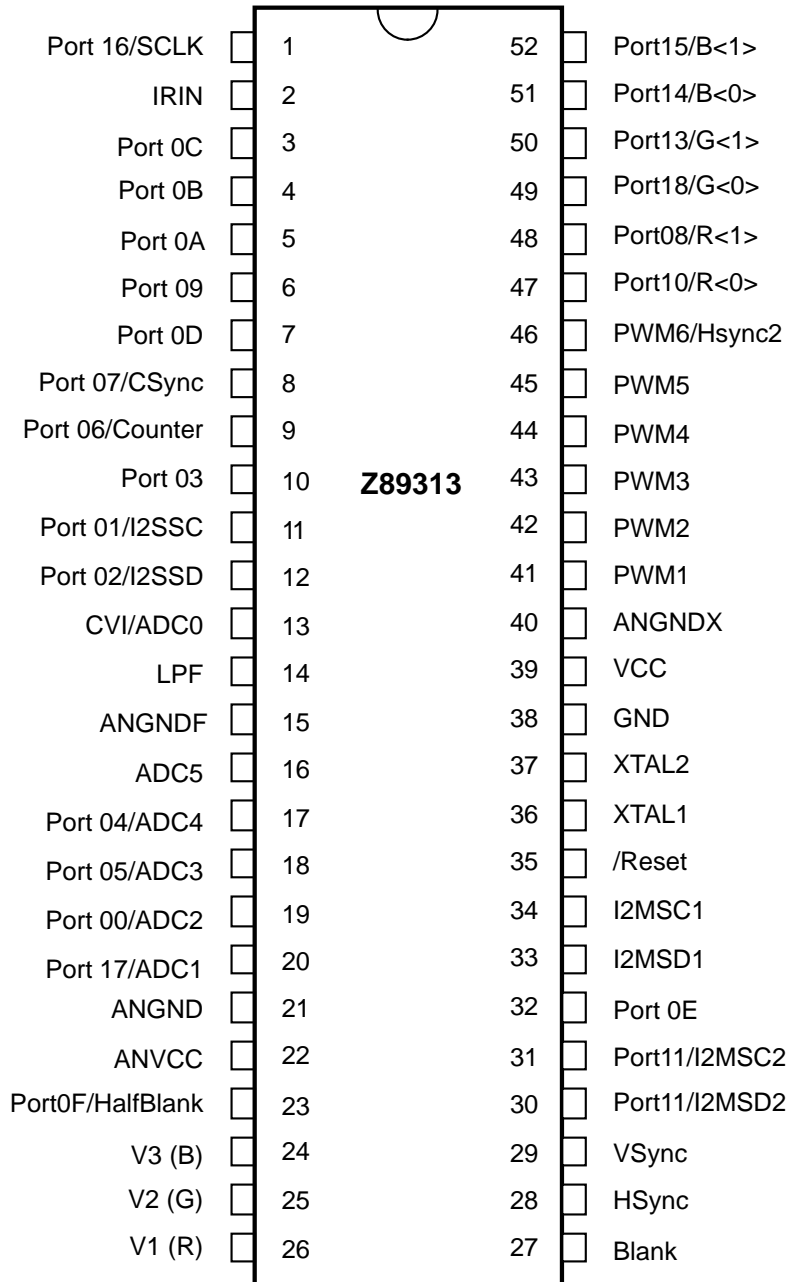 Port 16/SCLK 1 52 Port15/B<1>
IRIN 2 51 Port14/B<0>
Port 0C 3 50 Port13/G<1>
Port 0B 4 49 Port18/G<0>
Port 0A 5 48 Port08/R<1>
Port 09 6 47 Port10/R<0>
Port 0D 7 46 PWM6/Hsync2
Port 07/CSync 8 45 PWM5
Port 06/Counter 9 44 PWM4
Port 03 10 Z89313 43 PWM3
Port 01/I2SSC 11 42 PWM2
Port 02/I2SSD 12 41 PWM1
CVI/ADC0 13 40 ANGNDX
LPF 14 39 VCC
ANGNDF 15 38 GND
ADC5 16 37 XTAL2
Port 04/ADC4 17 36 XTAL1
Port 05/ADC3 18 35 /Reset
Port 00/ADC2 19 34 I2MSC1
Port 17/ADC1 20 33 I2MSD1
ANGND 21 32 Port 0E
ANVCC 22 31 Port11/I2MSC2
Port0F/HalfBlank 23 30 Port11/I2MSD2
V3 (B) 24 29 VSync
V2 (G) 25 28 HSync
V1 (R) 26 27 Blank